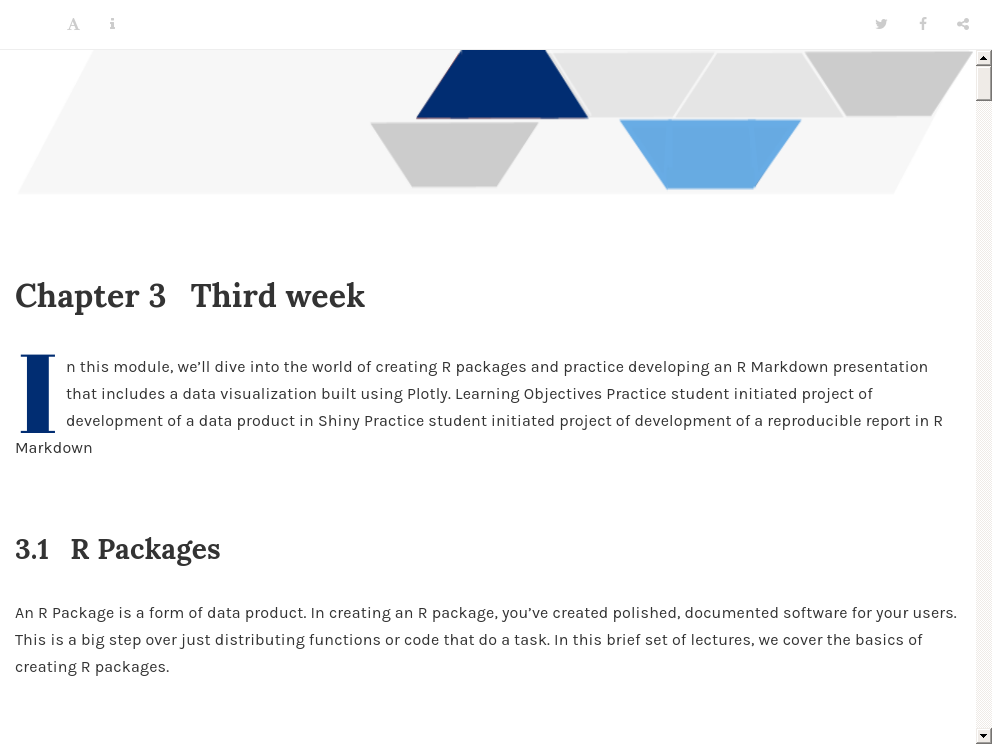 A i
Chapter 3 Third week
In this module, we’ll dive into the world of creating R packages and practice developing an R Markdown presentation
that includes a data visualization built using Plotly. Learning Objectives Practice student initiated project of
development of a data product in Shiny Practice student initiated project of development of a reproducible report in R
Markdown
3.1 R Packages
An R Package is a form of data product. In creating an R package, you’ve created polished, documented software for your users.
This is a big step over just distributing functions or code that do a task. In this brief set of lectures, we cover the basics of
creating R packages.